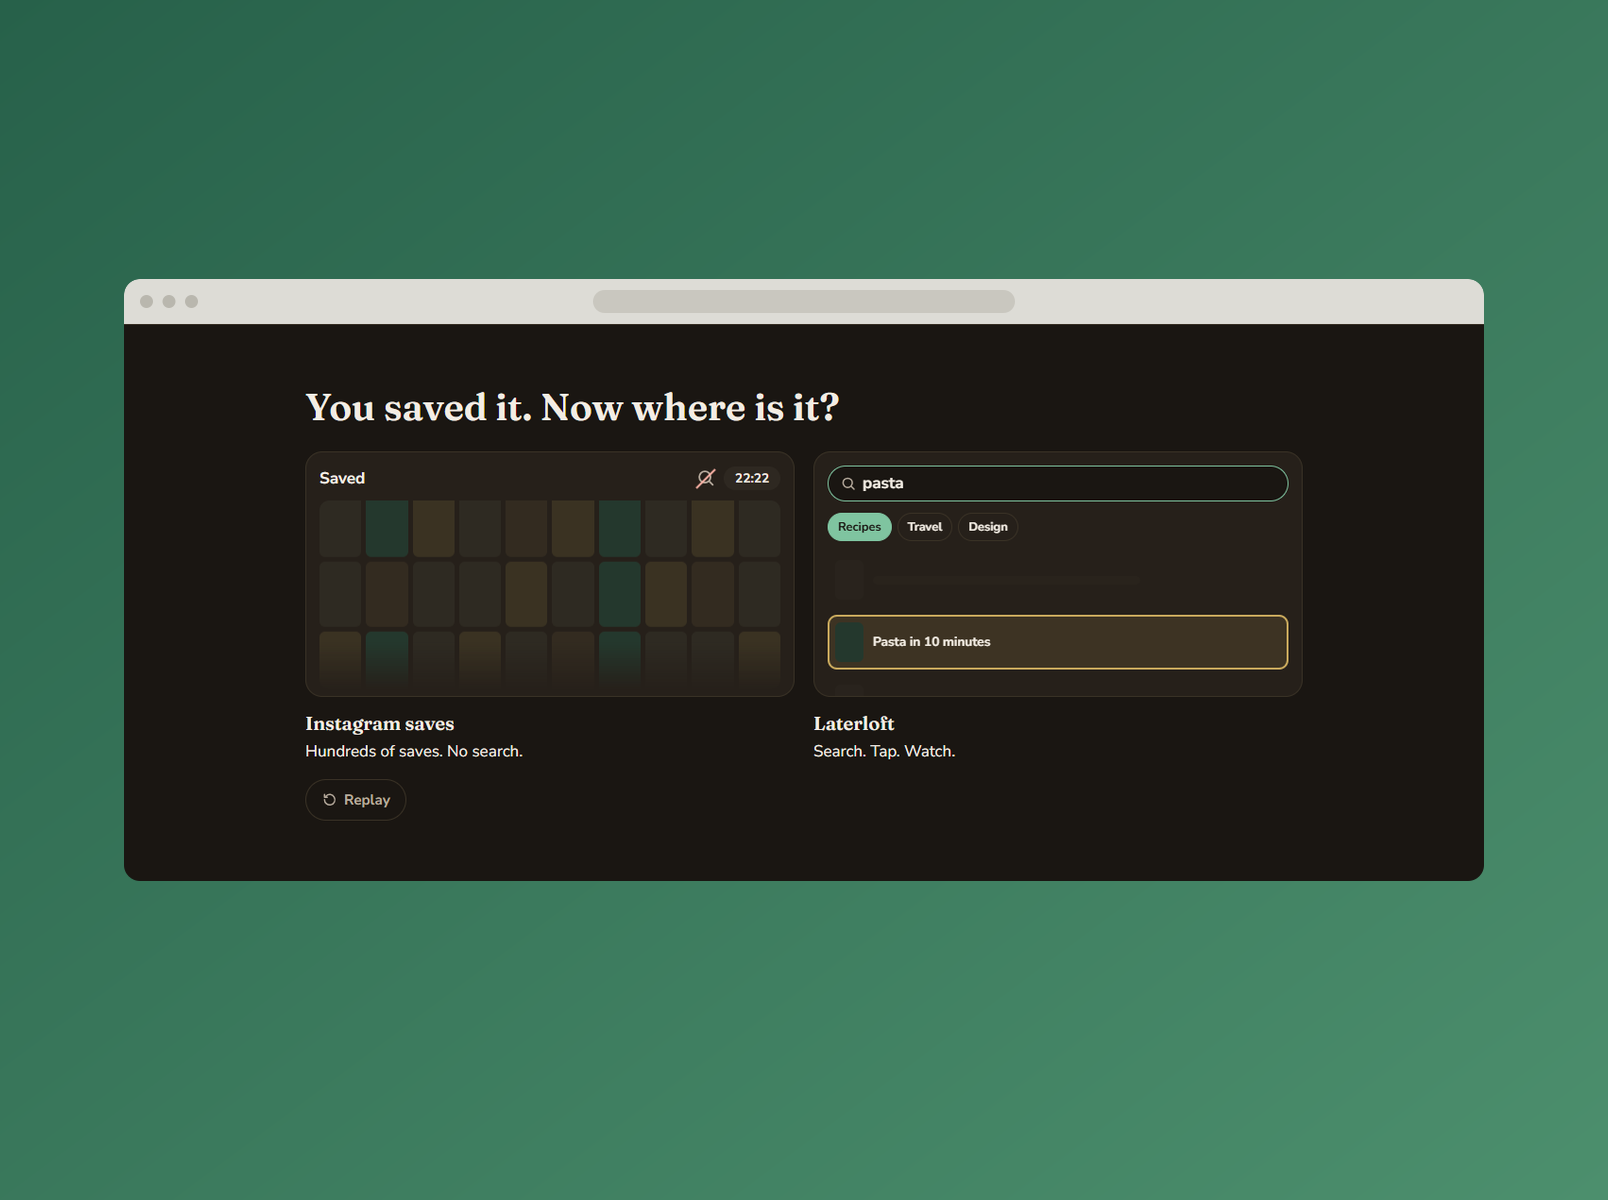 You saved it. Now where is it?
Saved
22:22
pasta
Recipes
Travel
Design
Pasta in 10 minutes
Instagram saves
Hundreds of saves. No search.
Laterloft
Search. Tap. Watch.
Replay